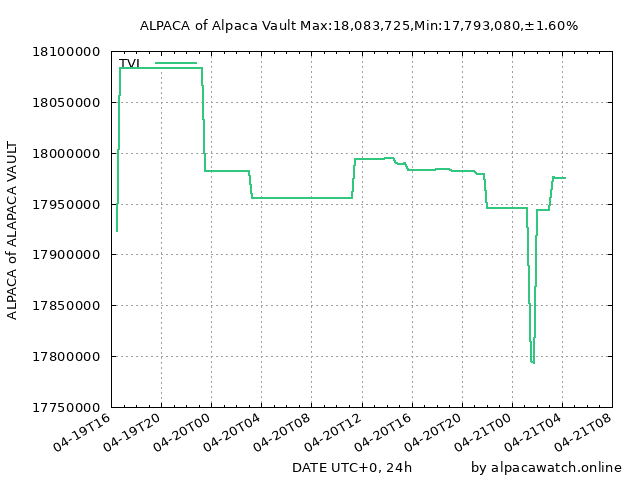 ALPACA of Alpaca Vault Max:18,083,725,Min:17,793,080,±1.60%
TVL
18100000
18050000
18000000
17950000
17900000
17850000
17800000
17750000
ALPACA of ALAPACA VAULT
04-19T16
04-19T20
04-20T00
04-20T04
04-20T08
04-20T12
04-20T16
04-20T20
04-21T00
04-21T04
04-21T08
DATE UTC+0, 24h
by alpacawatch.online